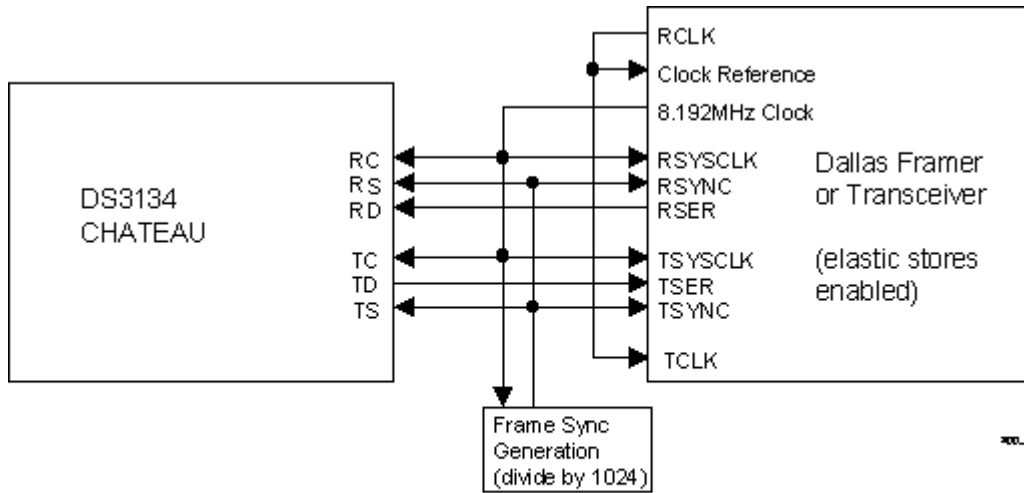 DS3134
CHATEAU
RC
RS
RD
TC
TD
TS
RCLK
Clock Reference
8.192MHz Clock
RSYSCLK
RSYNC
RSER
TSYSCLK
TSER
TSYNC
TCLK
Dallas Framer
or Transceiver
(elastic stores
enabled)
Frame Sync
Generation
(divide by 1024)